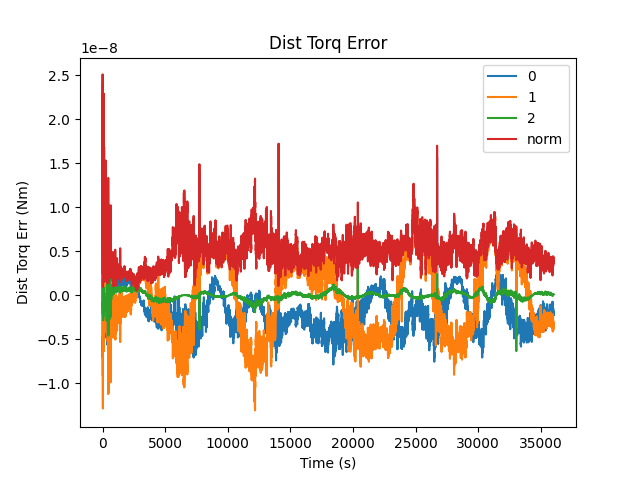 Dist Torq Error
1e−8
2.5
2.0
1.5
1.0
0.5
0.0
−0.5
−1.0
Dist Torq Err (Nm)
0
1
2
norm
0 5000 10000 15000 20000 25000 30000 35000
Time (s)